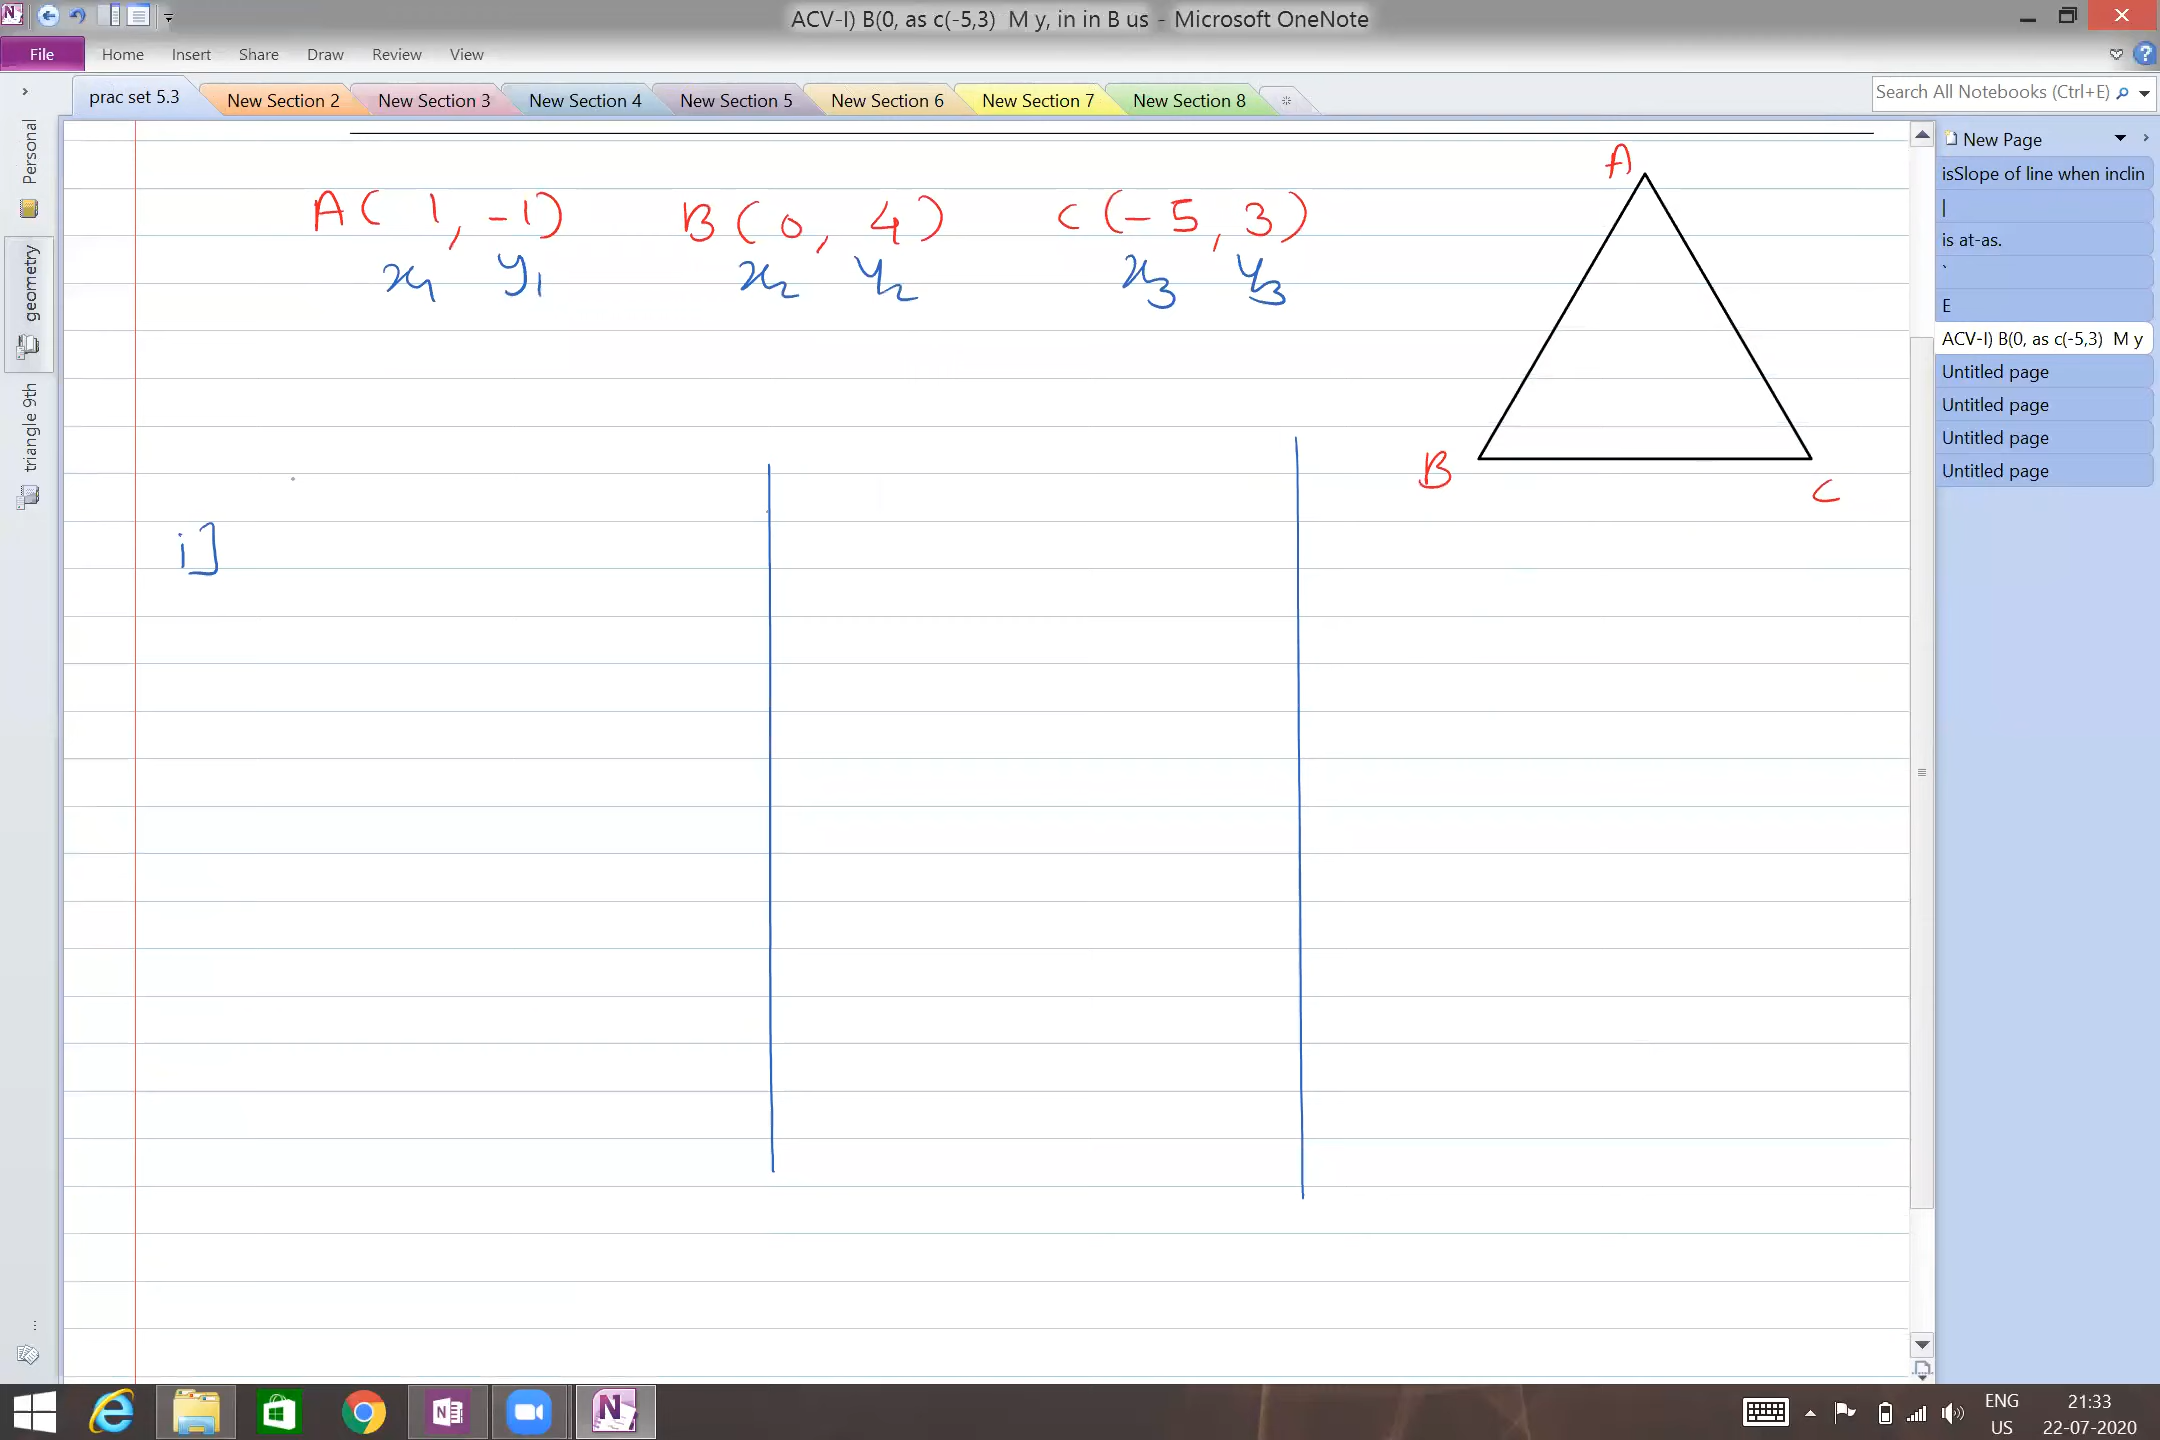 ACV-I) B(0, as c(-5,3)  M y, in in B us - Microsoft OneNote
File Home Insert Share Draw Review View
prac set 5.3 New Section 2 New Section 3 New Section 4 New Section 5 New Section 6 New Section 7 New Section 8
Search All Notebooks (Ctrl+E)
Personal
geometry
triangle 9th
A( 1, -1) B(0, 4) C(-5, 3)
x1 y1 x2 y2 x3 y3
A
B
C
i]
New Page
isSlope of line when inclin
|
is at-as.
`
E
ACV-I) B(0, as c(-5,3)  M y
Untitled page
Untitled page
Untitled page
Untitled page
ENG
US
21:33
22-07-2020